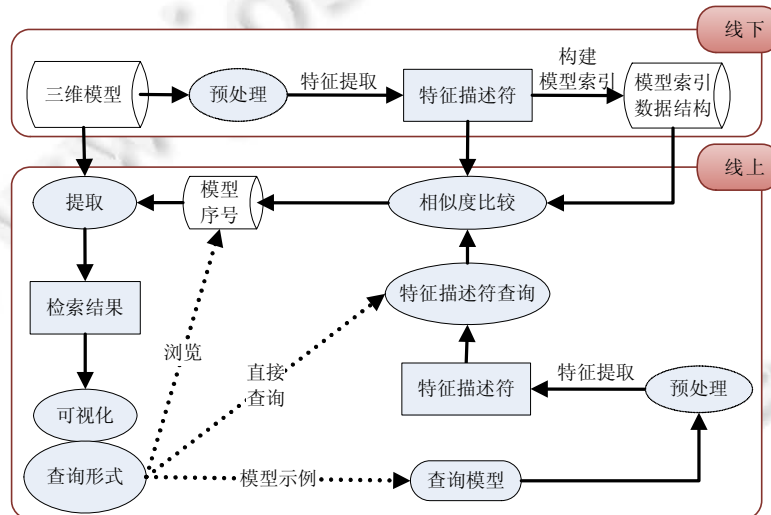 线下
三维模型
预处理
特征提取
特征描述符
构建
模型索引
模型索引
数据结构
线上
提取
模型
序号
相似度比较
特征描述符查询
检索结果
浏览
直接
查询
特征描述符
特征提取
预处理
可视化
查询形式
模型示例
查询模型